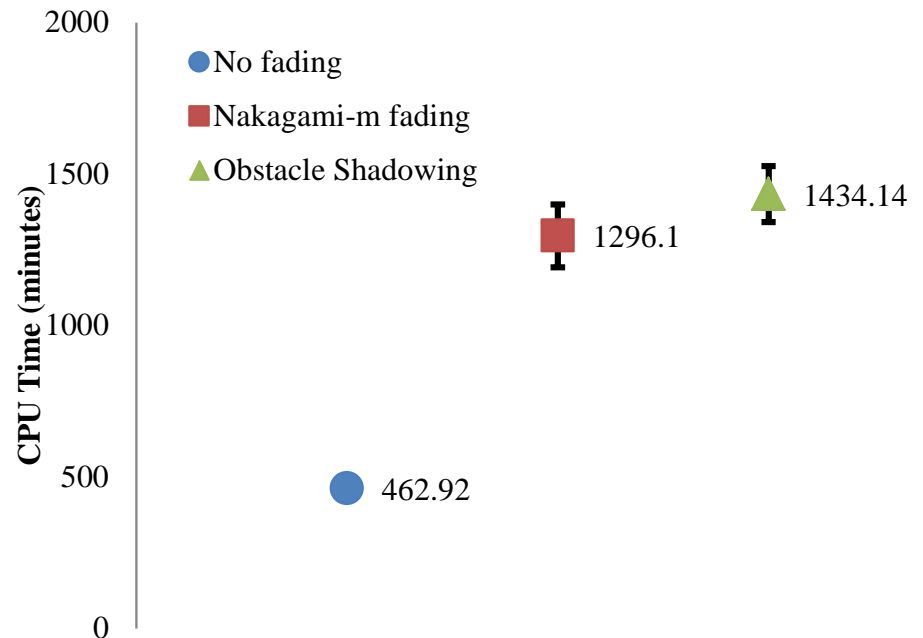 2000
No fading
Nakagami-m fading
1500
Obstacle Shadowing
1434.14
1296.1
CPU Time (minutes)
1000
500
462.92
0